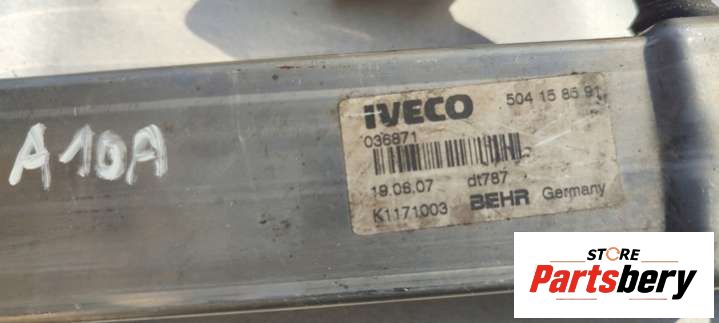 A10A
IVECO 504 15 85 91
036871
19.06.07 dt787
K1171003 BEHR Germany
STORE
Partsbery